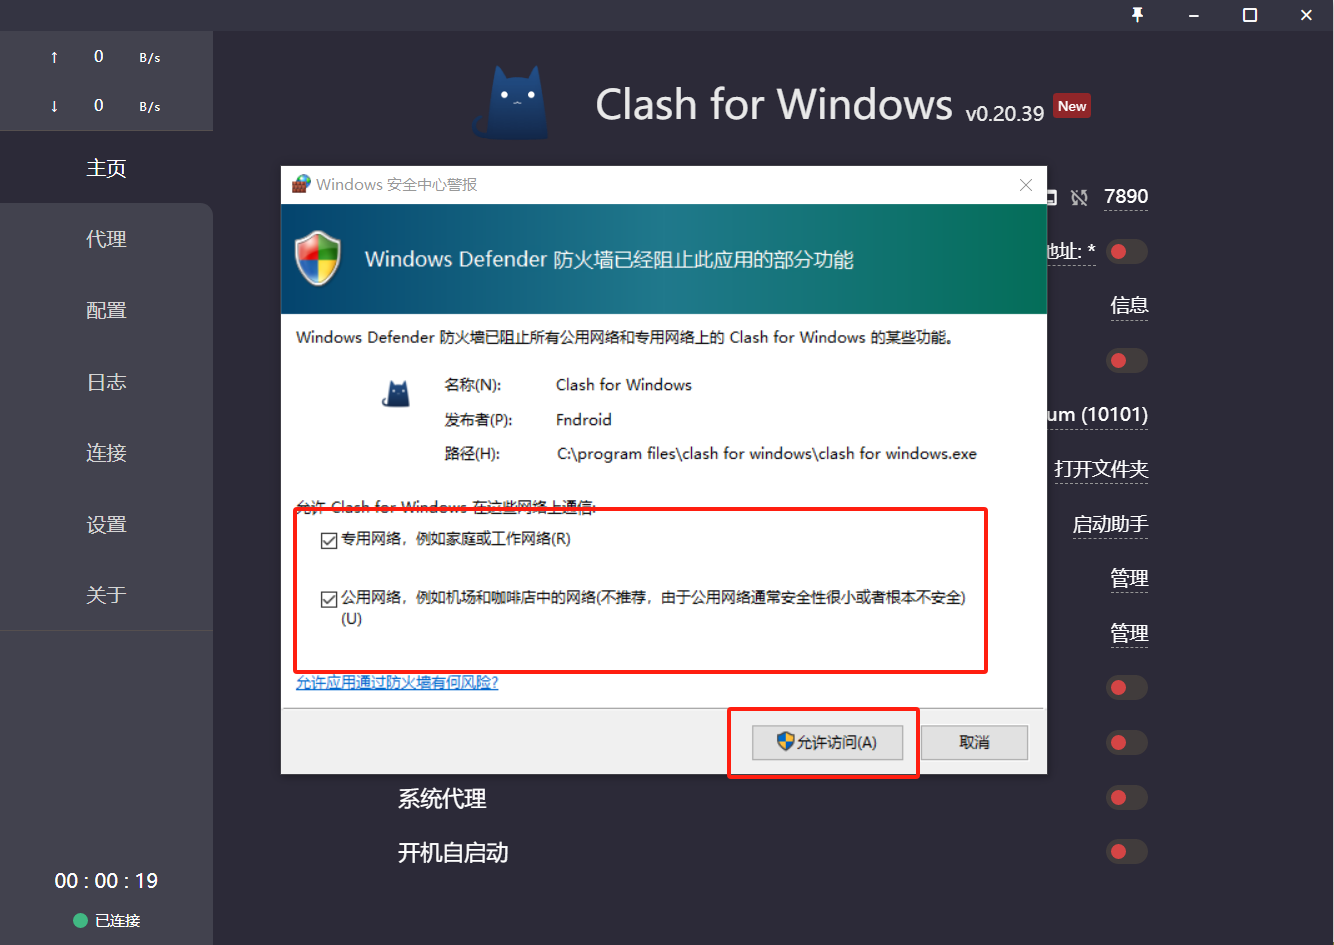 ↑ 0 B/s
↓ 0 B/s
主页
代理
配置
日志
连接
设置
关于
00 : 00 : 19
已连接
Clash for Windows v0.20.39 New
Windows 安全中心警报
Windows Defender 防火墙已经阻止此应用的部分功能
Windows Defender 防火墙已阻止所有公用网络和专用网络上的 Clash for Windows 的某些功能。
名称(N): Clash for Windows
发布者(P): Fndroid
路径(H): C:\program files\clash for windows\clash for windows.exe
允许 Clash for Windows 在这些网络上通信:
专用网络，例如家庭或工作网络(R)
公用网络，例如机场和咖啡店中的网络(不推荐，由于公用网络通常安全性很小或者根本不安全)
(U)
允许应用通过防火墙有何风险?
允许访问(A) 取消
7890
地址: *
信息
um (10101)
打开文件夹
启动助手
管理
管理
系统代理
开机自启动